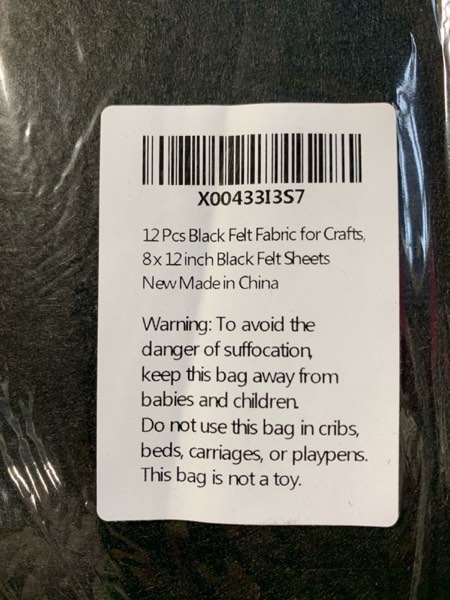 X00433I3S7
12 Pcs Black Felt Fabric for Crafts,
8 x 12 inch Black Felt Sheets
New Made in China
Warning: To avoid the
danger of suffocation,
keep this bag away from
babies and children.
Do not use this bag in cribs,
beds, carriages, or playpens.
This bag is not a toy.